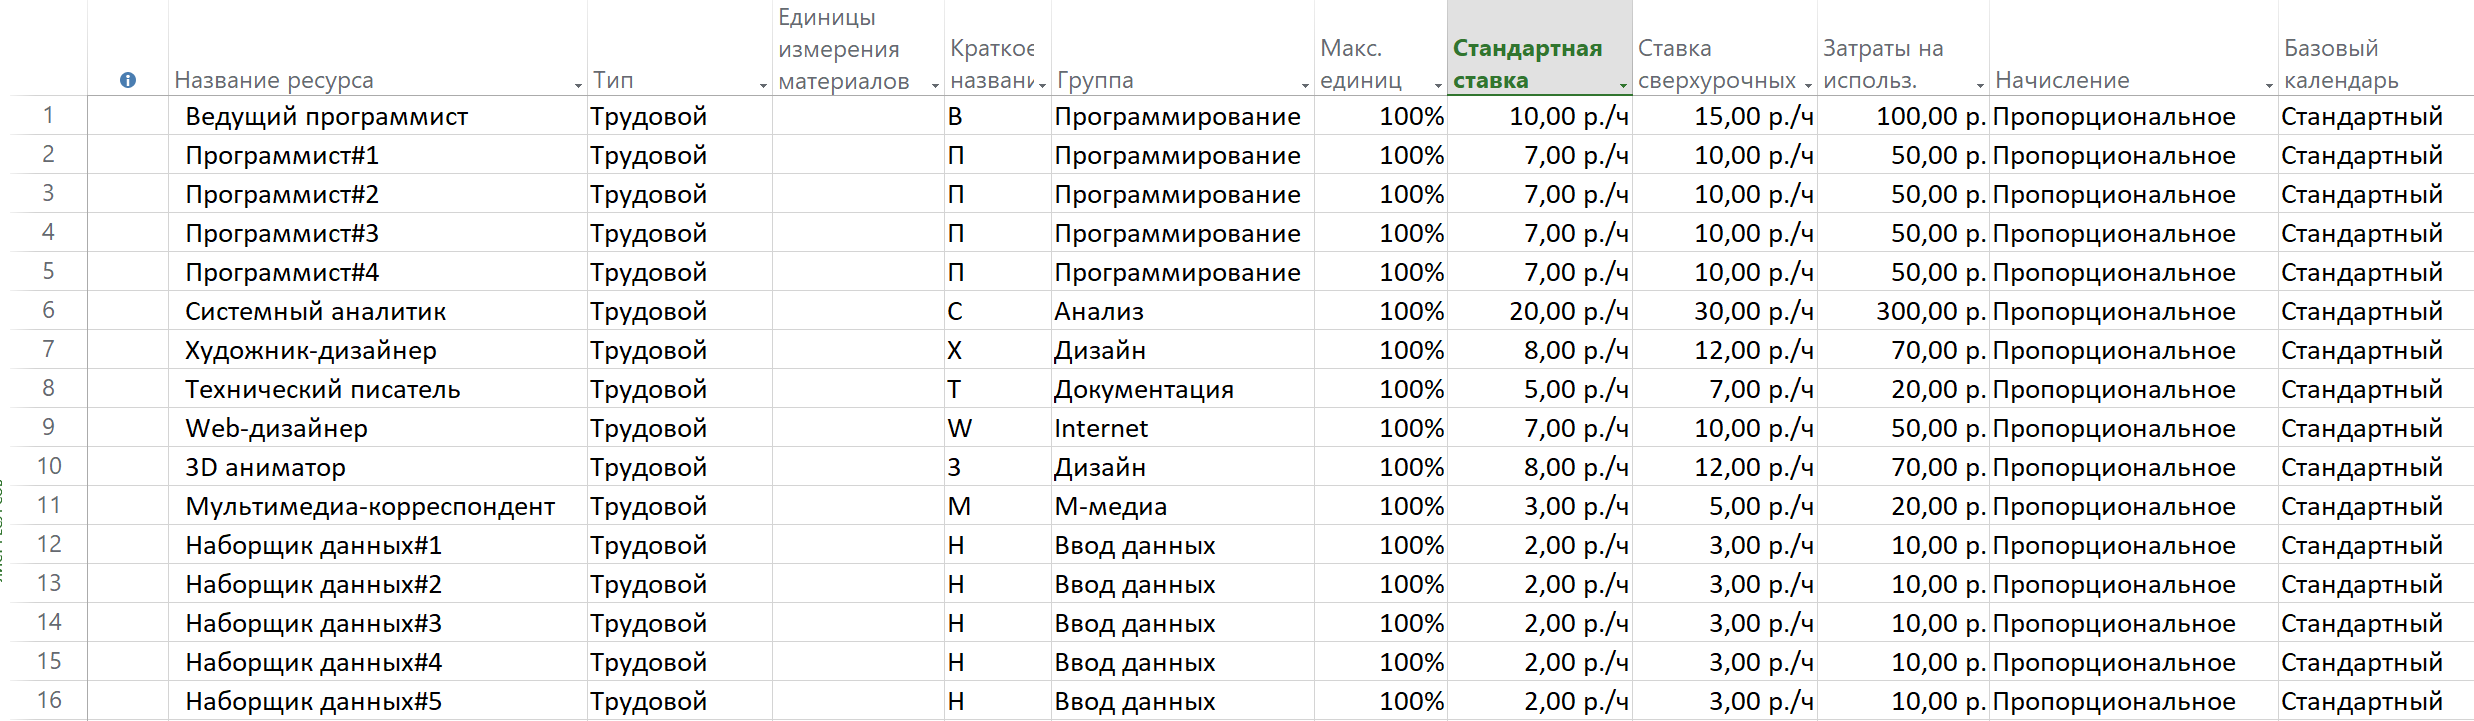 Название ресурса Тип Единицы измерения материалов Краткое названи Группа Макс. единиц Стандартная ставка Ставка сверхурочных Затраты на использ. Начисление Базовый календарь
1 Ведущий программист Трудовой В Программирование 100% 10,00 р./ч 15,00 р./ч 100,00 р. Пропорциональное Стандартный
2 Программист#1 Трудовой П Программирование 100% 7,00 р./ч 10,00 р./ч 50,00 р. Пропорциональное Стандартный
3 Программист#2 Трудовой П Программирование 100% 7,00 р./ч 10,00 р./ч 50,00 р. Пропорциональное Стандартный
4 Программист#3 Трудовой П Программирование 100% 7,00 р./ч 10,00 р./ч 50,00 р. Пропорциональное Стандартный
5 Программист#4 Трудовой П Программирование 100% 7,00 р./ч 10,00 р./ч 50,00 р. Пропорциональное Стандартный
6 Системный аналитик Трудовой С Анализ 100% 20,00 р./ч 30,00 р./ч 300,00 р. Пропорциональное Стандартный
7 Художник-дизайнер Трудовой Х Дизайн 100% 8,00 р./ч 12,00 р./ч 70,00 р. Пропорциональное Стандартный
8 Технический писатель Трудовой Т Документация 100% 5,00 р./ч 7,00 р./ч 20,00 р. Пропорциональное Стандартный
9 Web-дизайнер Трудовой W Internet 100% 7,00 р./ч 10,00 р./ч 50,00 р. Пропорциональное Стандартный
10 3D аниматор Трудовой 3 Дизайн 100% 8,00 р./ч 12,00 р./ч 70,00 р. Пропорциональное Стандартный
11 Мультимедиа-корреспондент Трудовой М М-медиа 100% 3,00 р./ч 5,00 р./ч 20,00 р. Пропорциональное Стандартный
12 Наборщик данных#1 Трудовой Н Ввод данных 100% 2,00 р./ч 3,00 р./ч 10,00 р. Пропорциональное Стандартный
13 Наборщик данных#2 Трудовой Н Ввод данных 100% 2,00 р./ч 3,00 р./ч 10,00 р. Пропорциональное Стандартный
14 Наборщик данных#3 Трудовой Н Ввод данных 100% 2,00 р./ч 3,00 р./ч 10,00 р. Пропорциональное Стандартный
15 Наборщик данных#4 Трудовой Н Ввод данных 100% 2,00 р./ч 3,00 р./ч 10,00 р. Пропорциональное Стандартный
16 Наборщик данных#5 Трудовой Н Ввод данных 100% 2,00 р./ч 3,00 р./ч 10,00 р. Пропорциональное Стандартный